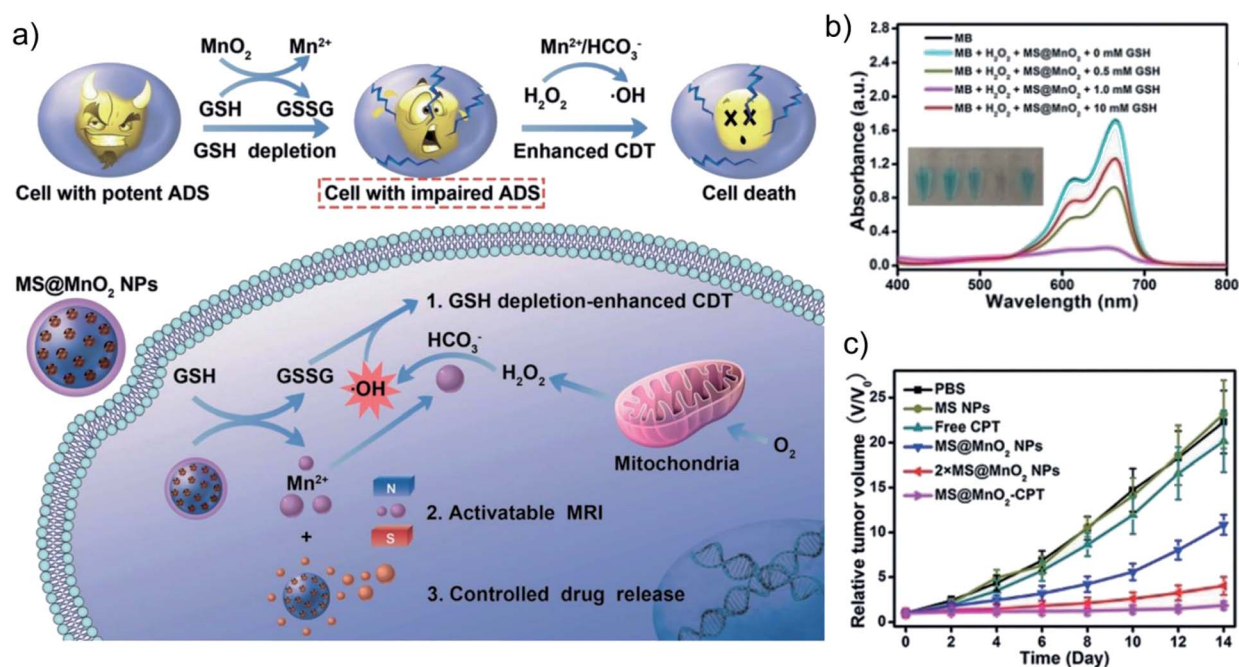 a)
MnO₂ Mn²⁺
GSH GSSG
GSH depletion
Mn²⁺/HCO₃⁻
H₂O₂ ·OH
Enhanced CDT
Cell with potent ADS
Cell with impaired ADS
Cell death
MS@MnO₂ NPs
1. GSH depletion-enhanced CDT
HCO₃⁻
GSH
GSSG
·OH
H₂O₂
Mitochondria
O₂
Mn²⁺
N
2. Activatable MRI
S
+
3. Controlled drug release
b)
Absorbance (a.u.)
2.8
2.4
2.0
1.6
1.2
0.8
0.4
0.0
MB
MB + H₂O₂ + MS@MnO₂ + 0 mM GSH
MB + H₂O₂ + MS@MnO₂ + 0.5 mM GSH
MB + H₂O₂ + MS@MnO₂ + 1.0 mM GSH
MB + H₂O₂ + MS@MnO₂ + 10 mM GSH
400 500 600 700 800
Wavelength (nm)
c)
Relative tumor volume (V/V₀)
25
20
15
10
5
0
PBS
MS NPs
Free CPT
MS@MnO₂ NPs
2×MS@MnO₂ NPs
MS@MnO₂-CPT
0 2 4 6 8 10 12 14
Time (Day)